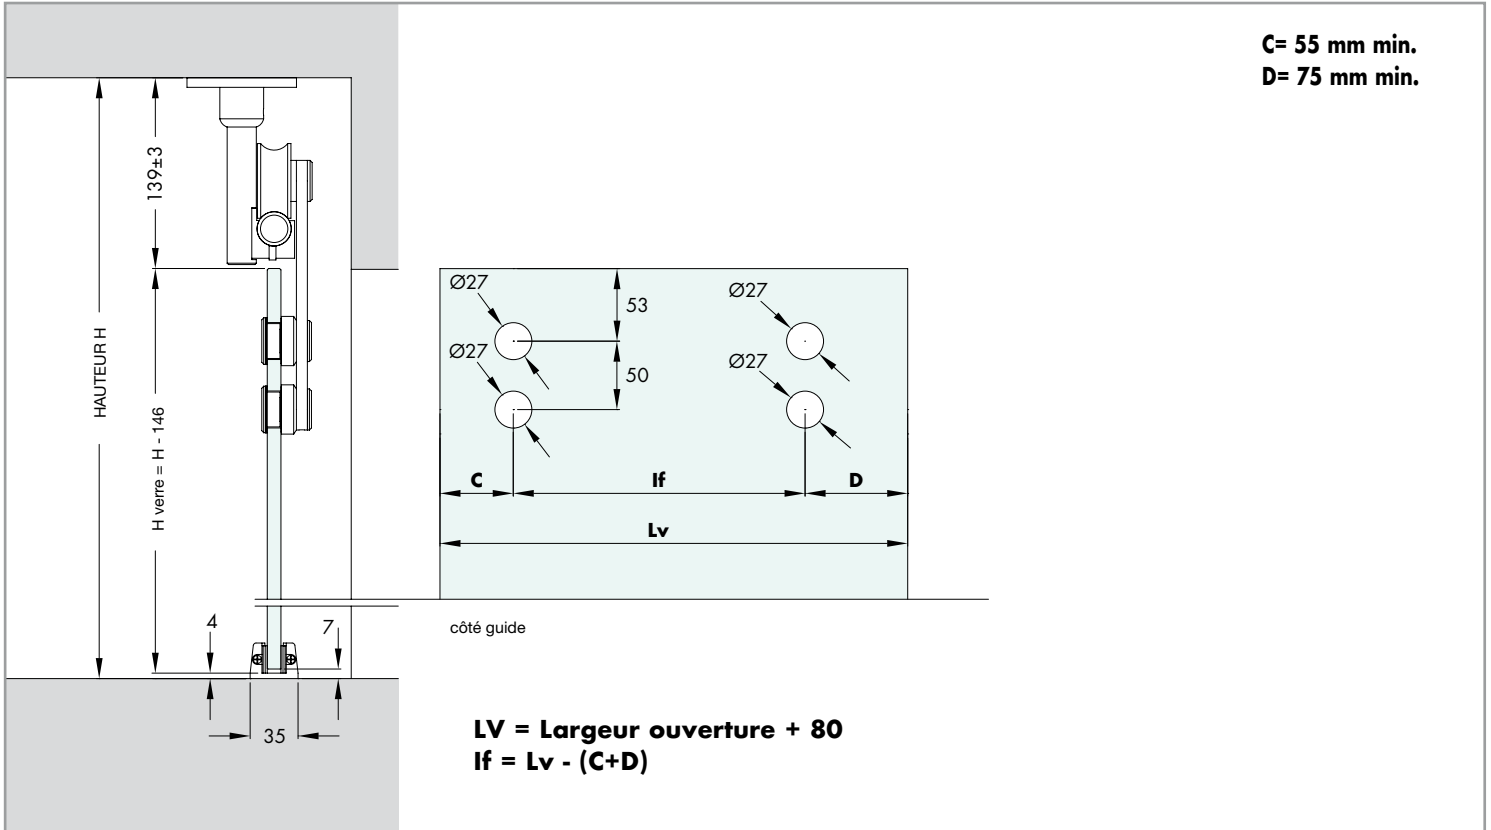 C= 55 mm min.
D= 75 mm min.
139±3
HAUTEUR H
H verre = H - 146
4
7
35
Ø27
53
Ø27
Ø27
50
Ø27
C
If
D
Lv
côté guide
LV = Largeur ouverture + 80
If = Lv - (C+D)